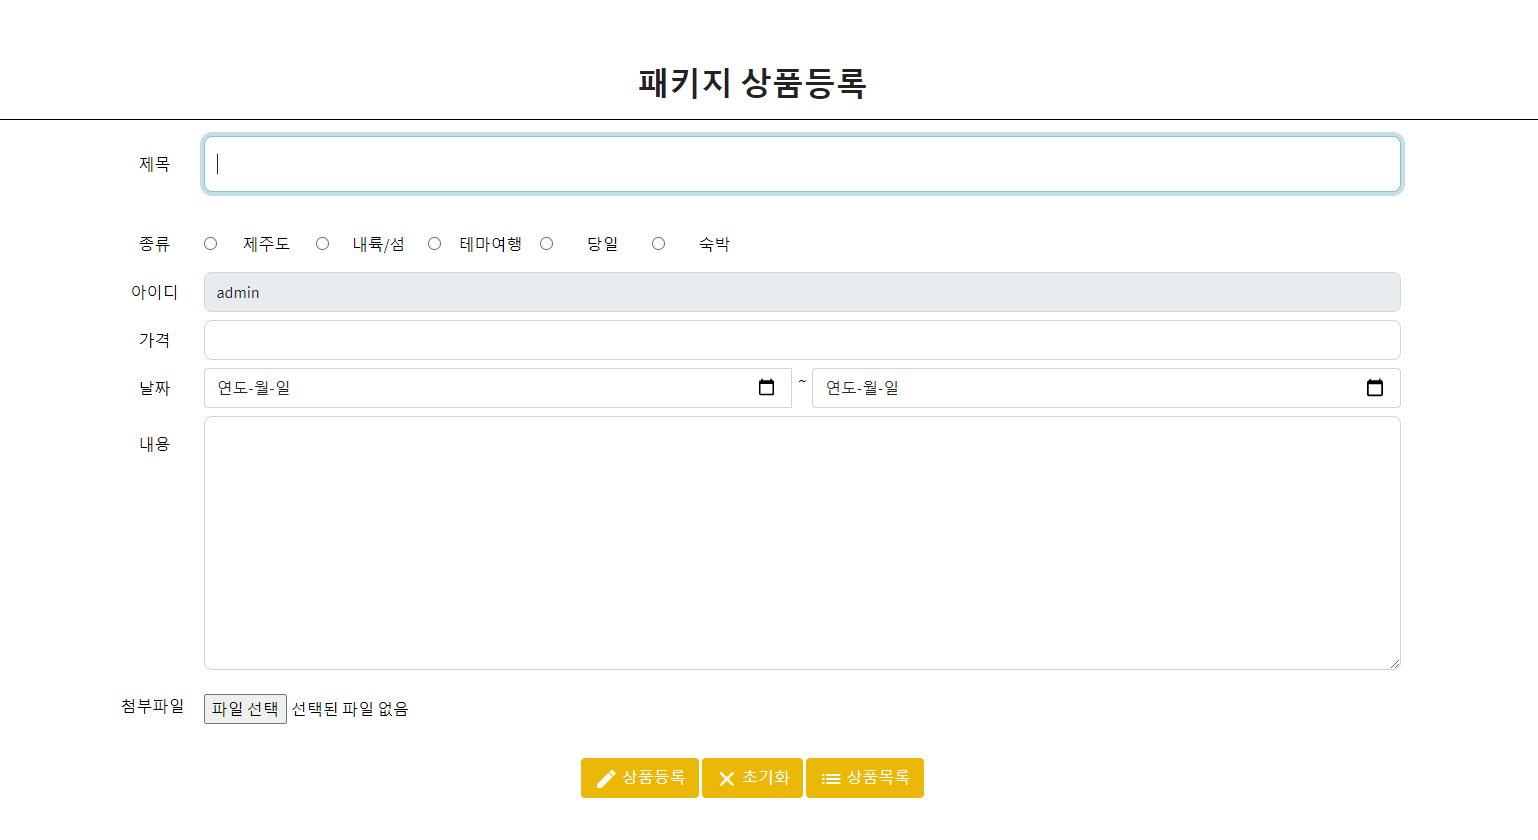 패키지 상품등록
제목
종류 제주도 내륙/섬 테마여행 당일 숙박
아이디 admin
가격
날짜 연도-월-일 ~ 연도-월-일
내용
첨부파일 파일 선택 선택된 파일 없음
상품등록 초기화 상품목록